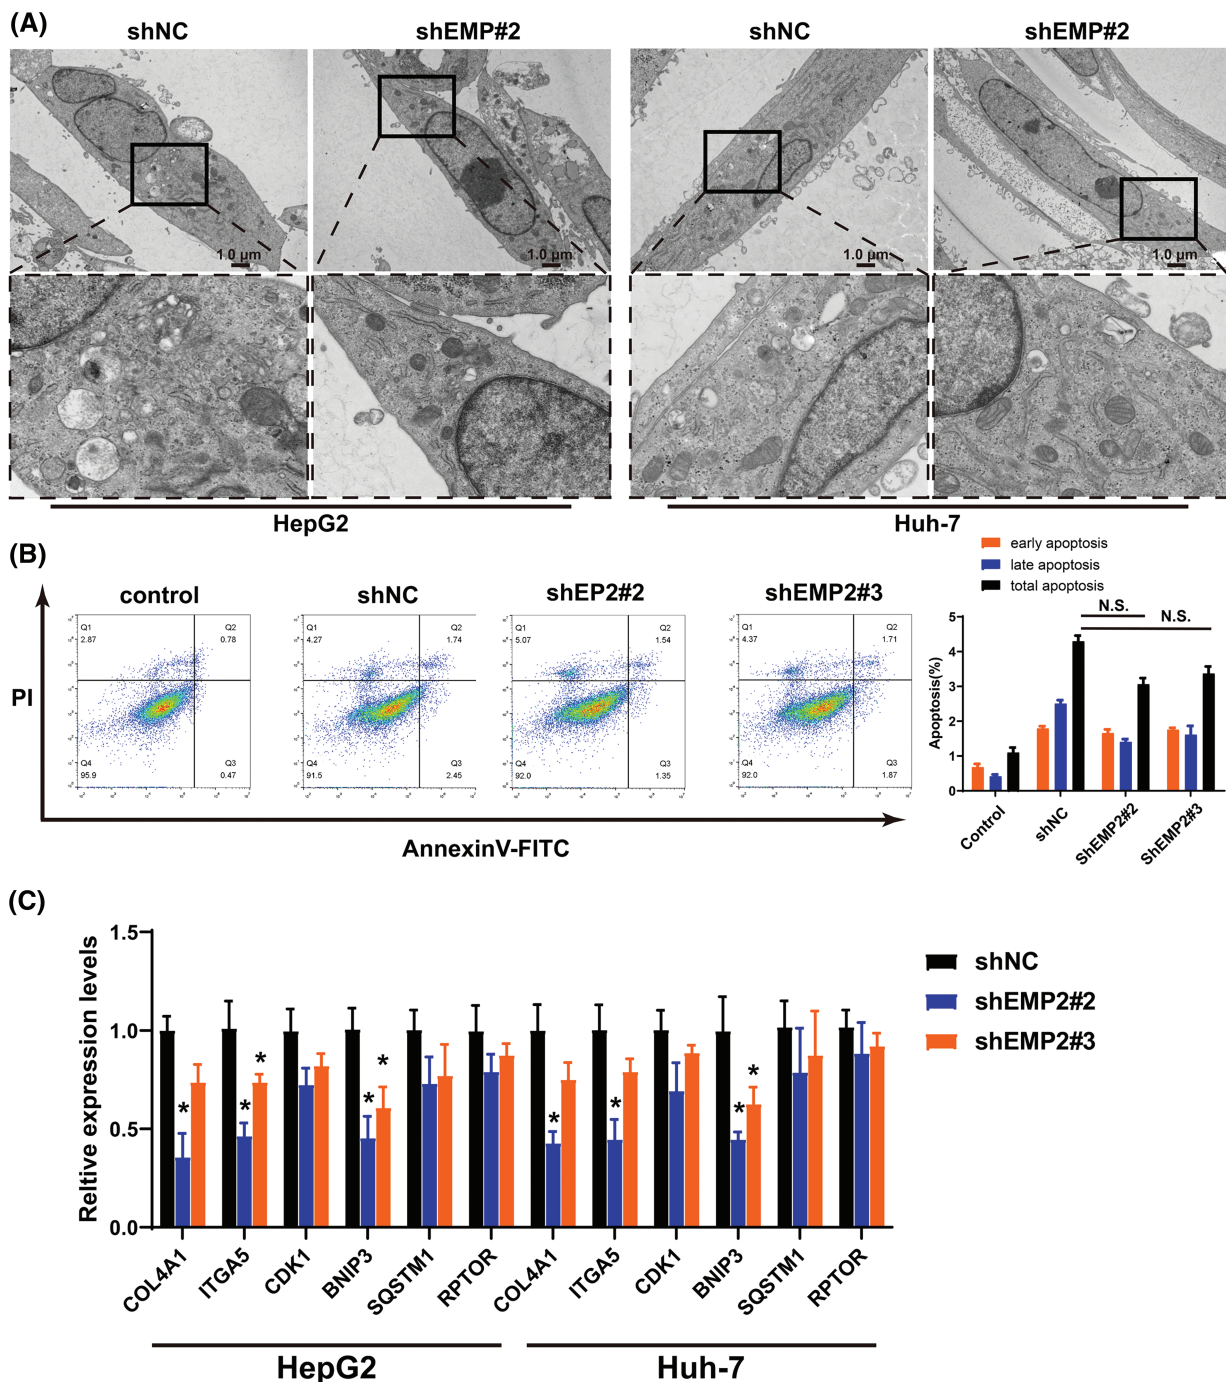 (A)
shNC
shEMP#2
shNC
shEMP#2
1.0 μm
1.0 μm
1.0 μm
1.0 μm
HepG2
Huh-7
(B)
control
shNC
shEP2#2
shEMP2#3
PI
Q1
2.87
Q2
0.78
Q4
95.9
Q3
0.47
Q1
4.27
Q2
1.74
Q4
91.5
Q3
2.45
Q1
5.07
Q2
1.54
Q4
92.0
Q3
1.35
Q1
4.37
Q2
1.71
Q4
92.0
Q3
1.87
AnnexinV-FITC
early apoptosis
late apoptosis
total apoptosis
N.S.
N.S.
Apoptosis(%)
5
4
3
2
1
0
Control
shNC
ShEMP2#2
ShEMP2#3
(C)
Reltive expression levels
1.5
1.0
0.5
0.0
* * * * * * * * * *
COL4A1
ITGA5
CDK1
BNIP3
SQSTM1
RPTOR
COL4A1
ITGA5
CDK1
BNIP3
SQSTM1
RPTOR
HepG2
Huh-7
shNC
shEMP2#2
shEMP2#3